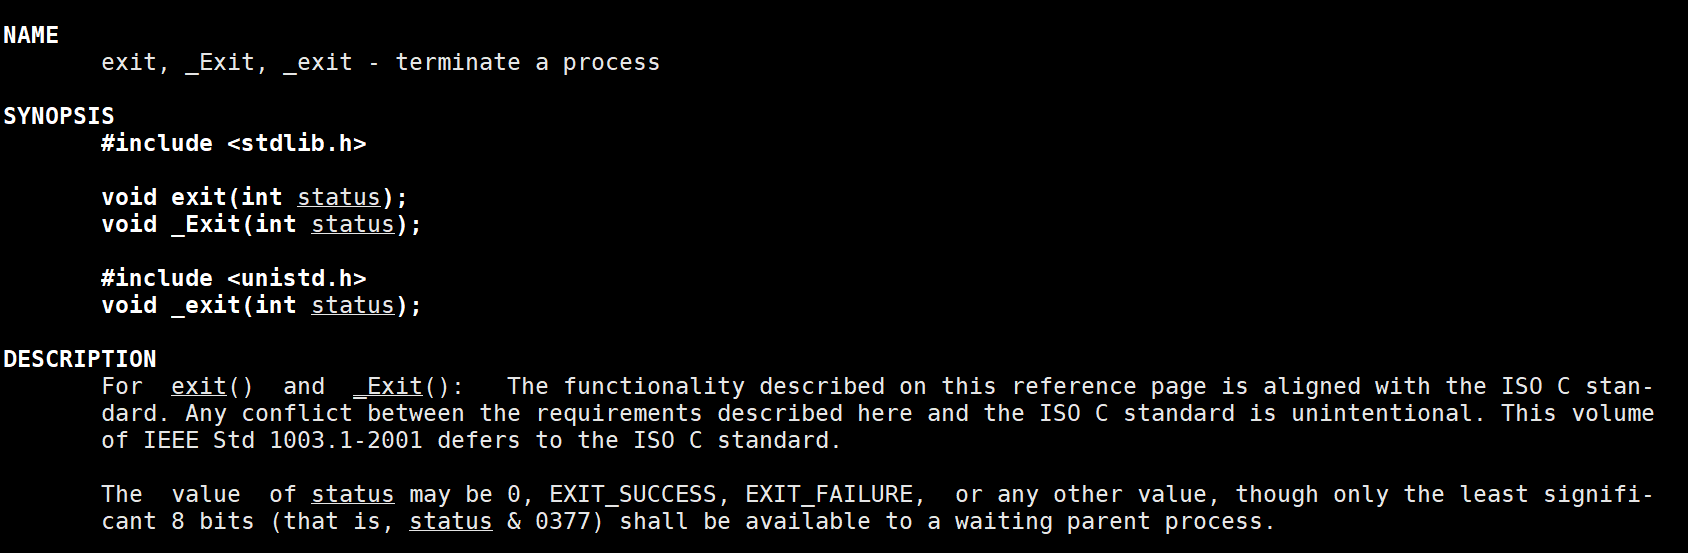 NAME
exit, _Exit, _exit - terminate a process
SYNOPSIS
#include <stdlib.h>
void exit(int status);
void _Exit(int status);
#include <unistd.h>
void _exit(int status);
DESCRIPTION
For  exit()  and  _Exit():   The functionality described on this reference page is aligned with the ISO C stan-
dard. Any conflict between the requirements described here and the ISO C standard is unintentional. This volume
of IEEE Std 1003.1-2001 defers to the ISO C standard.
The  value  of status may be 0, EXIT_SUCCESS, EXIT_FAILURE,  or any other value, though only the least signifi-
cant 8 bits (that is, status & 0377) shall be available to a waiting parent process.